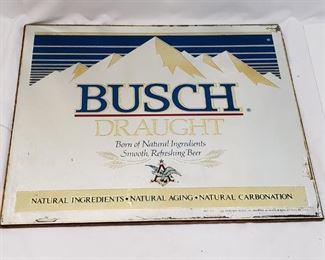 BUSCH®
DRAUGHT
Born of Natural Ingredients
Smooth, Refreshing Beer
NATURAL INGREDIENTS • NATURAL AGING • NATURAL CARBONATION